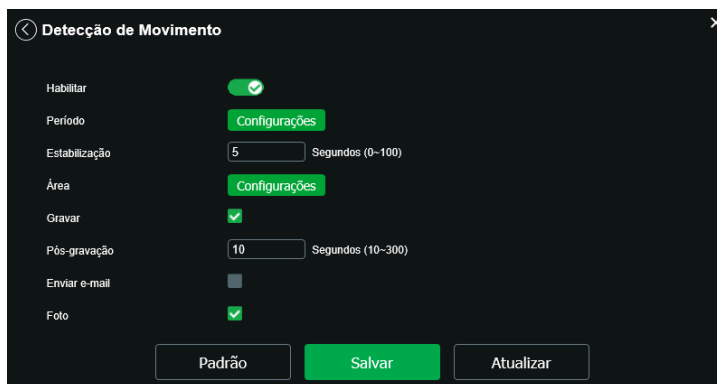 Detecção de Movimento
Habilitar
Período Configurações
Estabilização 5 Segundos (0~100)
Área Configurações
Gravar
Pós-gravação 10 Segundos (10~300)
Enviar e-mail
Foto
Padrão Salvar Atualizar